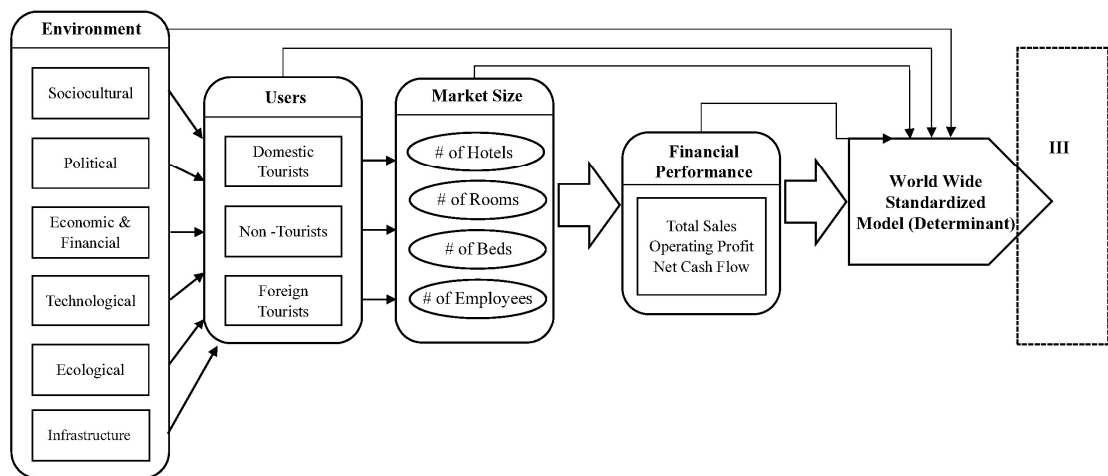 Environment
Sociocultural
Political
Economic &
Financial
Technological
Ecological
Infrastructure
Users
Domestic
Tourists
Non -Tourists
Foreign
Tourists
Market Size
# of Hotels
# of Rooms
# of Beds
# of Employees
Financial
Performance
Total Sales
Operating Profit
Net Cash Flow
World Wide
Standardized
Model (Determinant)
III